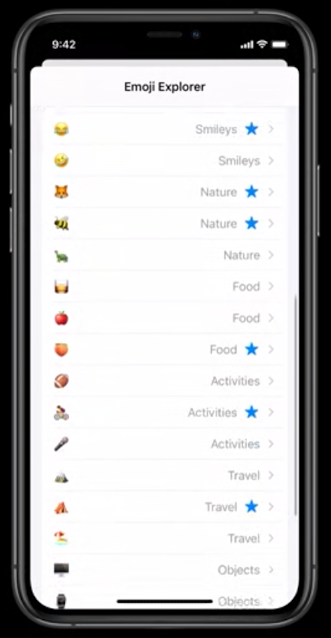 9:42
Emoji Explorer
Smileys
Smileys
Nature
Nature
Nature
Food
Food
Food
Activities
Activities
Activities
Travel
Travel
Travel
Objects
Objects